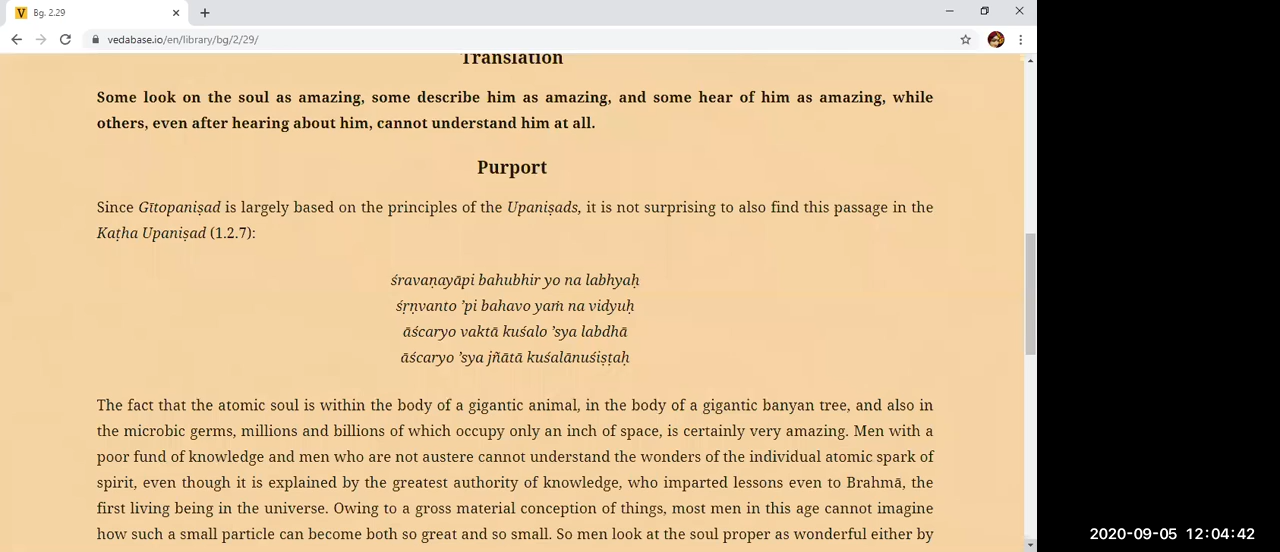 Bg. 2.29
vedabase.io/en/library/bg/2/29/
Translation
Some look on the soul as amazing, some describe him as amazing, and some hear of him as amazing, while
others, even after hearing about him, cannot understand him at all.
Purport
Since Gītopaniṣad is largely based on the principles of the Upaniṣads, it is not surprising to also find this passage in the
Kaṭha Upaniṣad (1.2.7):
śravaṇayāpi bahubhir yo na labhyaḥ
śṛṇvanto ’pi bahavo yaṁ na vidyuḥ
āścaryo vaktā kuśalo ’sya labdhā
āścaryo ’sya jñātā kuśalānuśiṣṭaḥ
The fact that the atomic soul is within the body of a gigantic animal, in the body of a gigantic banyan tree, and also in
the microbic germs, millions and billions of which occupy only an inch of space, is certainly very amazing. Men with a
poor fund of knowledge and men who are not austere cannot understand the wonders of the individual atomic spark of
spirit, even though it is explained by the greatest authority of knowledge, who imparted lessons even to Brahmā, the
first living being in the universe. Owing to a gross material conception of things, most men in this age cannot imagine
how such a small particle can become both so great and so small. So men look at the soul proper as wonderful either by
2020-09-05 12:04:42